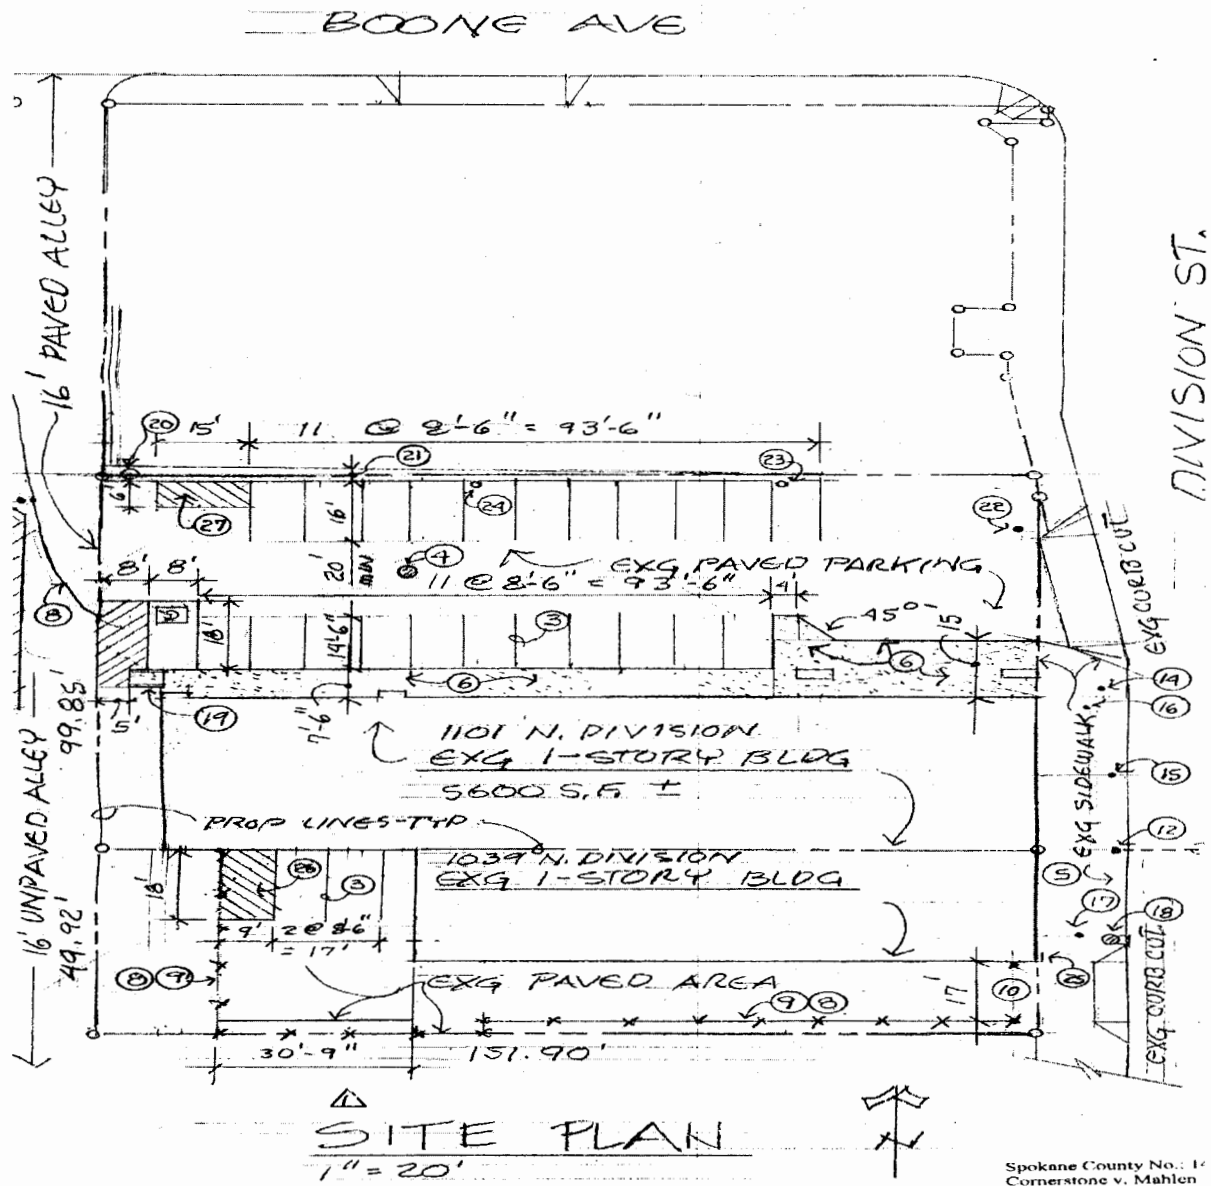 BOONE AVE
16' PAVED ALLEY
DIVISION ST.
20 15' 11 @ 8'-6" = 93'-6"
21
23
6'
27
24
16'
22
4
EXG PAVED PARKING
8' 8'
20' MIN
11 @ 8'-6" = 93'-6"
4'
EXG CURB CUT
8
5
18'
14'-6"
3
45°
15
6
6
14
16
19
5'
7'-6"
99.85'
1101 N. DIVISION
EXG 1-STORY BLDG
5600 S.F. ±
EXG SIDEWALK
15
PROP LINES-TYP
12
16' UNPAVED ALLEY
1039 N. DIVISION
EXG 1-STORY BLDG
18'
3
5
17
18
49.92'
9' 2 @ 8'-6"
= 17'
8 9
EXG PAVED AREA
17'
10
9 8
EXG CURB CUT
30'-9"
151.90'
1
SITE PLAN
1" = 20'
N
Spokane County No.: 14
Cornerstone v. Mahlen